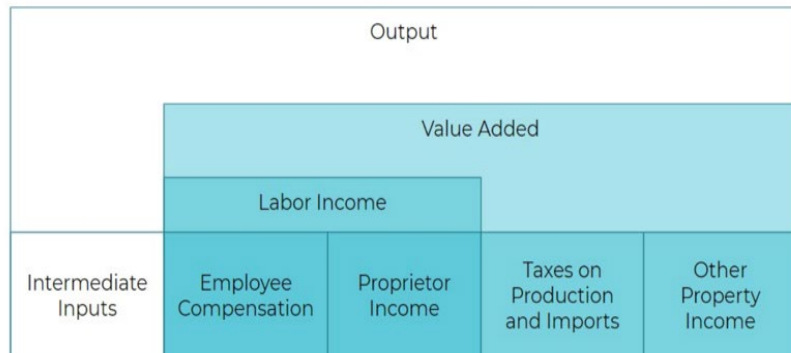 Output
Value Added
Labor Income
Intermediate
Inputs
Employee
Compensation
Proprietor
Income
Taxes on
Production
and Imports
Other
Property
Income